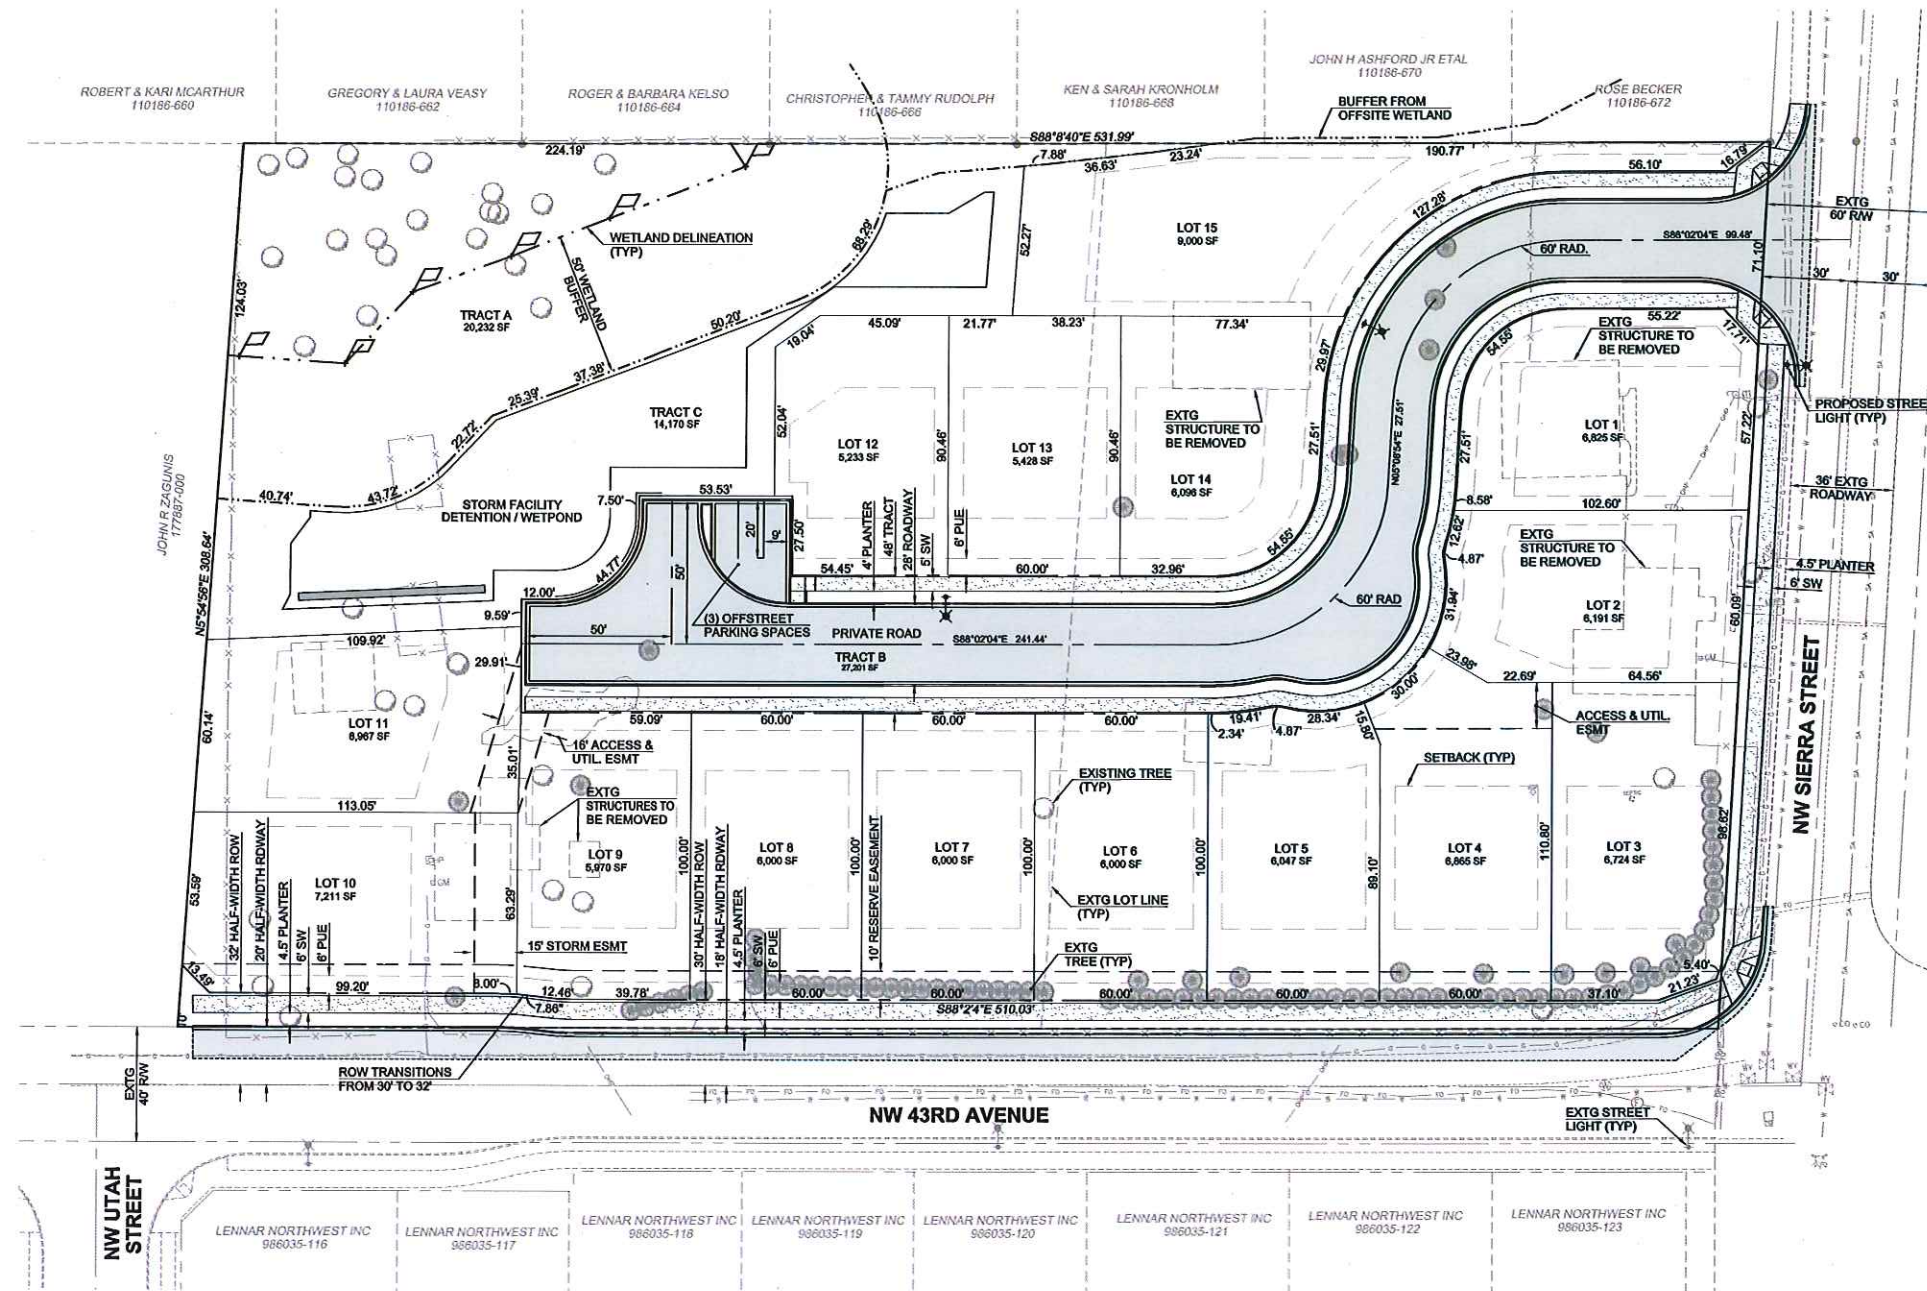 ROBERT & KARI MCARTHUR
110186-660
GREGORY & LAURA VEASY
110186-662
ROGER & BARBARA KELSO
110186-664
CHRISTOPHER & TAMMY RUDOLPH
110186-666
KEN & SARAH KRONHOLM
110186-668
JOHN H ASHFORD JR ETAL
110186-670
ROSE BECKER
110186-672
BUFFER FROM
OFFSITE WETLAND
S88°8'40"E 531.99'
224.19'
7.88'
36.63'
23.24'
190.77'
56.10'
16.79'
EXTG
60' R/W
WETLAND DELINEATION
(TYP)
50' WETLAND
BUFFER
68.29'
52.27'
LOT 15
9,000 SF
127.28'
60' RAD.
S88°02'04"E 99.48'
71.10'
30'
30'
124.03'
TRACT A
20,232 SF
50.20'
37.38'
25.39'
22.72'
43.72'
40.74'
19.04'
45.09'
21.77'
38.23'
77.34'
29.97'
54.55'
55.22'
17.71'
EXTG
STRUCTURE TO
BE REMOVED
PROPOSED STREE
LIGHT (TYP)
TRACT C
14,170 SF
52.04'
LOT 12
5,233 SF
90.46'
LOT 13
5,428 SF
90.46'
EXTG
STRUCTURE TO
BE REMOVED
LOT 14
6,096 SF
27.51'
N05°08'54"E 27.51'
27.51'
LOT 1
6,825 SF
57.22'
JOHN R ZAGUNIS
177887-000
N5°54'56"E 308.64'
STORM FACILITY
DETENTION / WETPOND
7.50'
53.53'
20'
9'
27.50'
4' PLANTER
48' TRACT
28' ROADWAY
5' SW
6' PUE
8.58'
102.60'
36' EXTG
ROADWAY
12.62'
4.87'
EXTG
STRUCTURE TO
BE REMOVED
4.5' PLANTER
6' SW
44.77'
50'
54.45'
60.00'
32.96'
54.55'
12.00'
9.59'
50'
(3) OFFSTREET
PARKING SPACES
PRIVATE ROAD
S88°02'04"E 241.44'
TRACT B
27,201 SF
60' RAD
31.94'
LOT 2
6,191 SF
60.09'
109.92'
29.91'
23.98'
30.00'
22.69'
64.56'
NW SIERRA STREET
60.14'
LOT 11
8,967 SF
59.09'
60.00'
60.00'
60.00'
19.41'
28.34'
2.34'
4.87'
15.80'
ACCESS & UTIL.
ESMT
16' ACCESS &
UTIL. ESMT
35.01'
EXTG
STRUCTURES TO
BE REMOVED
EXISTING TREE
(TYP)
SETBACK (TYP)
113.05'
53.59'
LOT 10
7,211 SF
63.29'
LOT 9
5,970 SF
100.00'
LOT 8
6,000 SF
100.00'
LOT 7
6,000 SF
100.00'
LOT 6
6,000 SF
100.00'
LOT 5
6,047 SF
89.10'
LOT 4
6,865 SF
110.80'
LOT 3
6,724 SF
98.62'
32' HALF-WIDTH ROW
20' HALF-WIDTH RDWAY
4.5' PLANTER
6' SW
6' PUE
15' STORM ESMT
30' HALF-WIDTH ROW
18' HALF-WIDTH RDWAY
4.5' PLANTER
6' SW
6' PUE
10' RESERVE EASEMENT
EXTG LOT LINE
(TYP)
EXTG
TREE (TYP)
13.49'
99.20'
8.00'
12.46'
7.86'
39.78'
60.00'
60.00'
60.00'
60.00'
60.00'
37.10'
21.23'
5.40'
S88°2'4"E 510.03'
EXTG
40' R/W
ROW TRANSITIONS
FROM 30' TO 32'
NW 43RD AVENUE
EXTG STREET
LIGHT (TYP)
NW UTAH
STREET
LENNAR NORTHWEST INC
986035-116
LENNAR NORTHWEST INC
986035-117
LENNAR NORTHWEST INC
986035-118
LENNAR NORTHWEST INC
986035-119
LENNAR NORTHWEST INC
986035-120
LENNAR NORTHWEST INC
986035-121
LENNAR NORTHWEST INC
986035-122
LENNAR NORTHWEST INC
986035-123